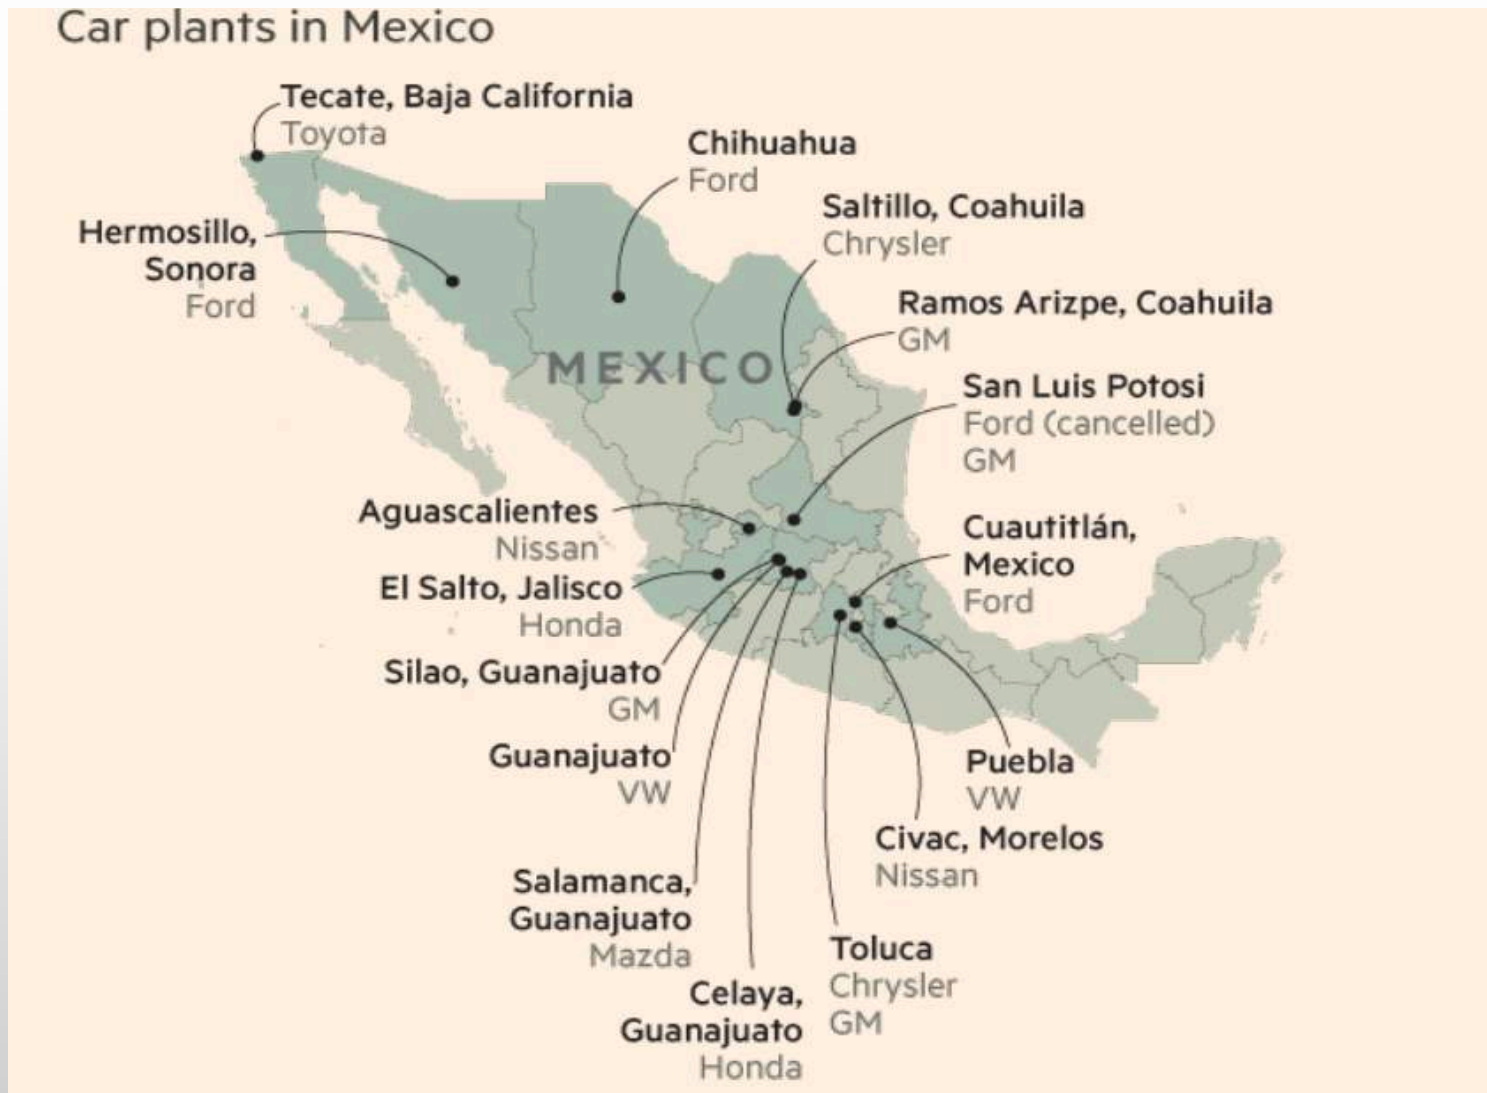 Car plants in Mexico
Tecate, Baja California
Toyota
Chihuahua
Ford
Saltillo, Coahuila
Chrysler
Hermosillo,
Sonora
Ford
Ramos Arizpe, Coahuila
GM
MEXICO
San Luis Potosi
Ford (cancelled)
GM
Aguascalientes
Nissan
Cuautitlán,
Mexico
Ford
El Salto, Jalisco
Honda
Silao, Guanajuato
GM
Guanajuato
VW
Puebla
VW
Civac, Morelos
Nissan
Salamanca,
Guanajuato
Mazda
Toluca
Chrysler
GM
Celaya,
Guanajuato
Honda